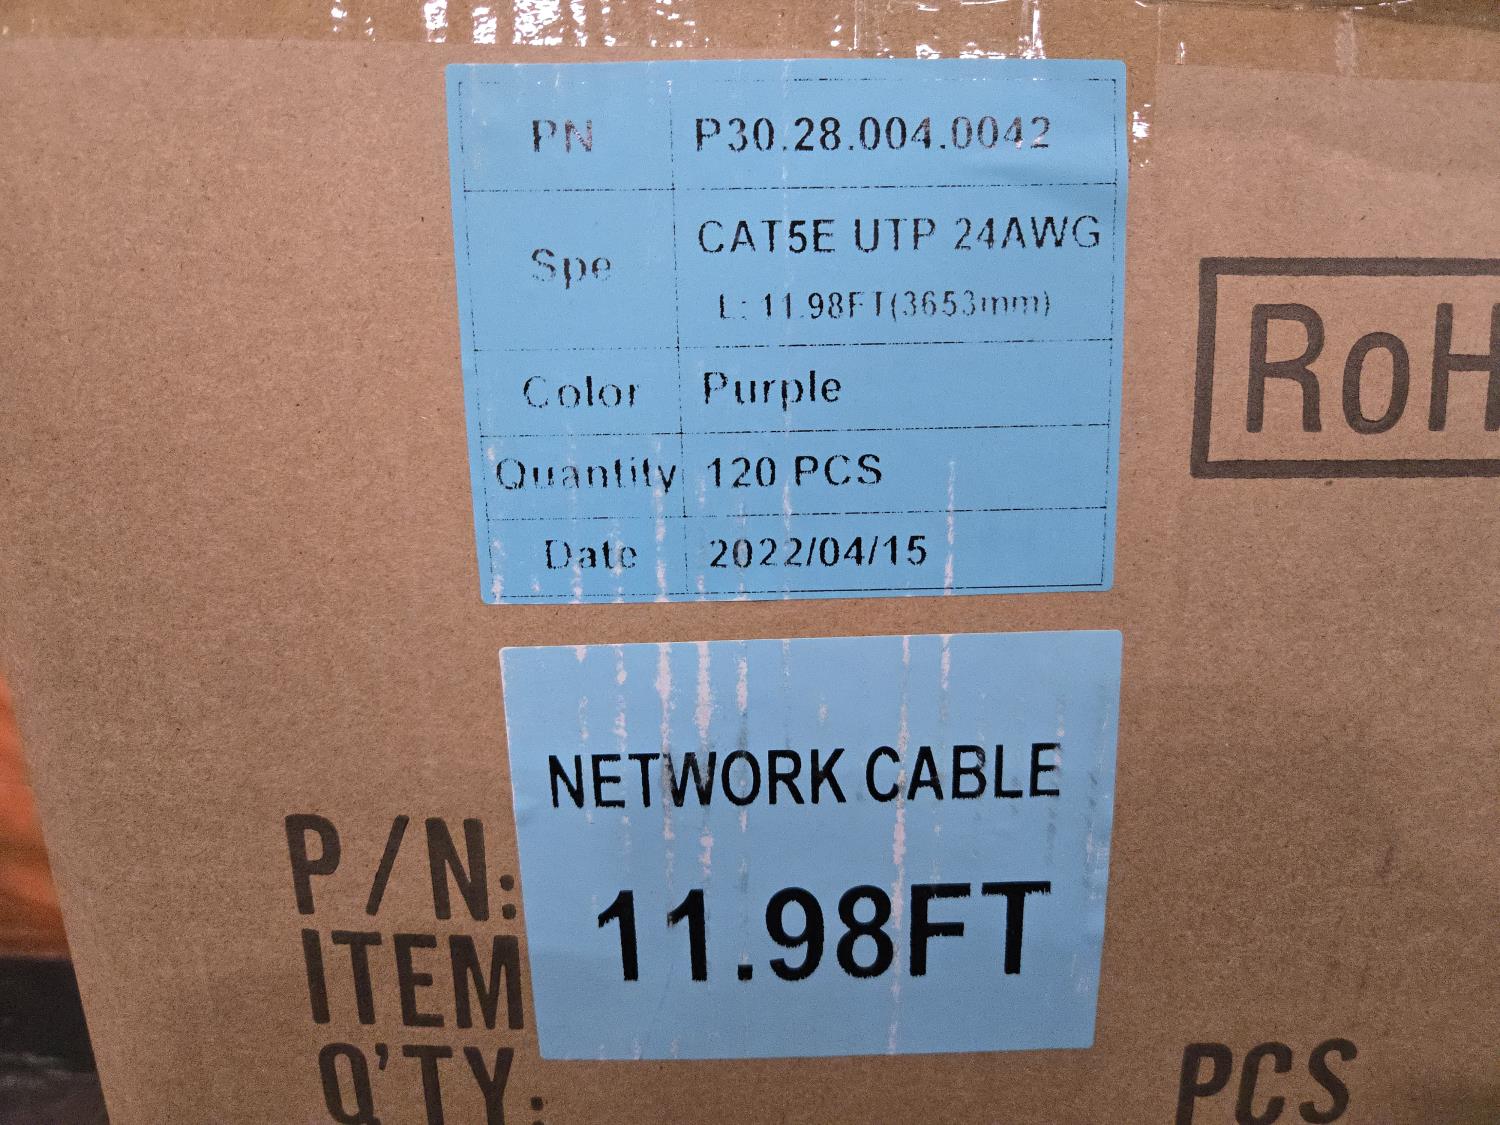 PN P30.28.004.0042
Spe CAT5E UTP 24AWG
L: 11.98FT(3653mm)
Color Purple
Quantity 120 PCS
Date 2022/04/15
RoH
NETWORK CABLE
11.98FT
P/N:
ITEM
Q'TY: PCS